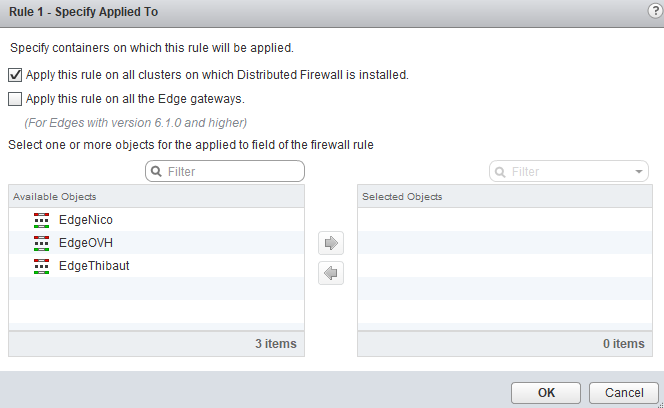 Rule 1 - Specify Applied To
?
Specify containers on which this rule will be applied.
Apply this rule on all clusters on which Distributed Firewall is installed.
Apply this rule on all the Edge gateways.
(For Edges with version 6.1.0 and higher)
Select one or more objects for the applied to field of the firewall rule
Filter
Filter
Available Objects
Selected Objects
EdgeNico
EdgeOVH
EdgeThibaut
3 items
0 items
OK
Cancel